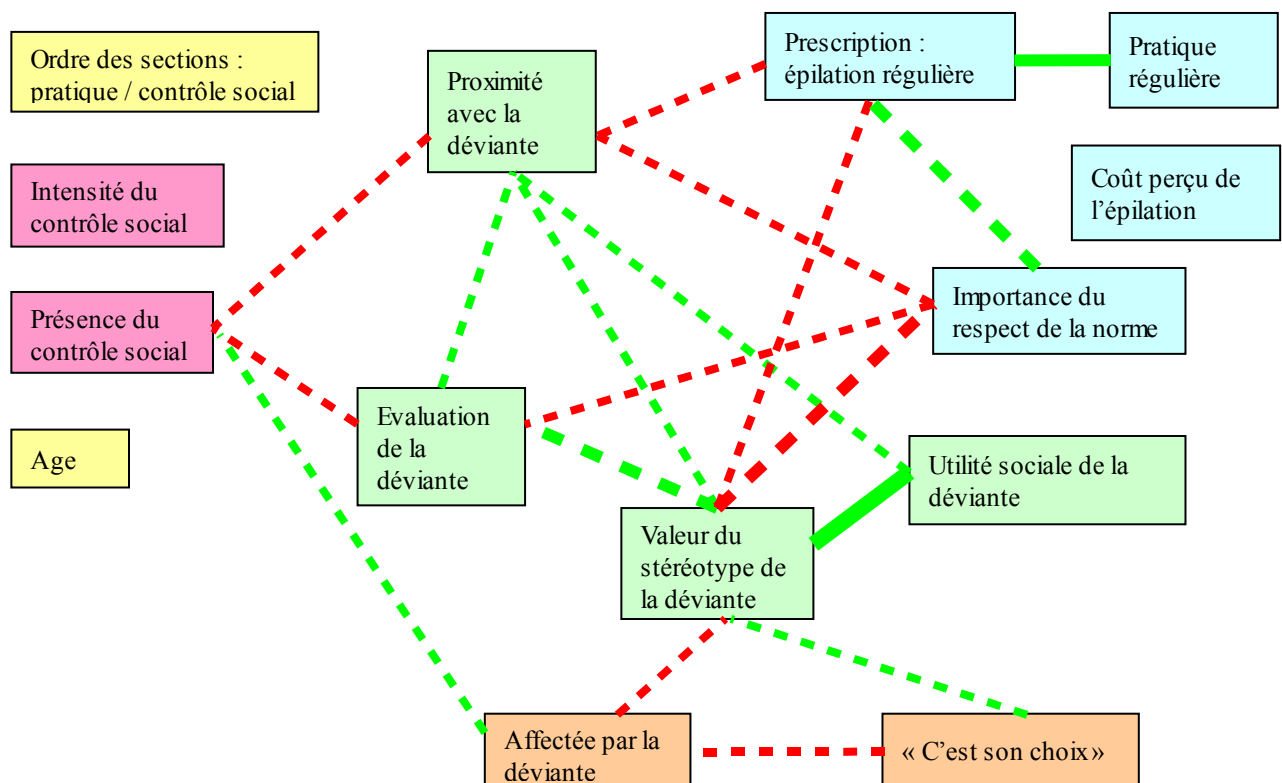 Ordre des sections :
pratique / contrôle social
Proximité
avec la
déviante
Prescription :
épilation régulière
Pratique
régulière
Intensité du
contrôle social
Coût perçu de
l’épilation
Présence du
contrôle social
Importance du
respect de la norme
Evaluation
de la
déviante
Age
Utilité sociale de la
déviante
Valeur du
stéréotype de
la déviante
Affectée par la
déviante
« C’est son choix »